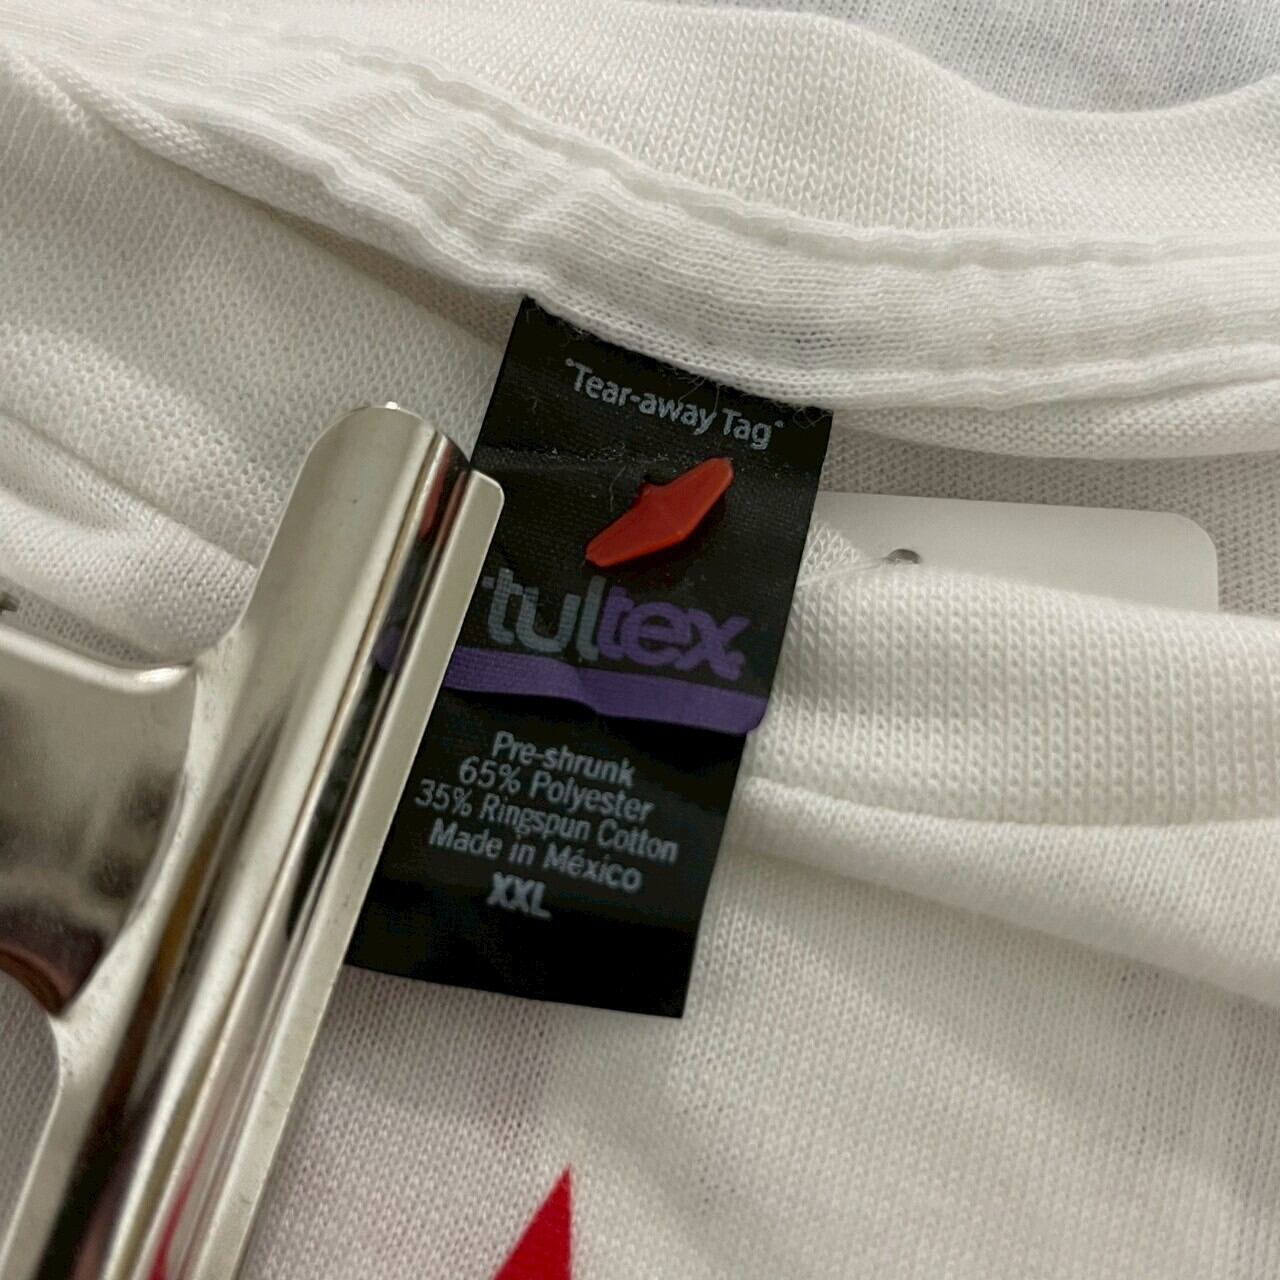 "Tear-away Tag"
tultex
Pre-shrunk
65% Polyester
35% Ringspun Cotton
Made in México
XXL